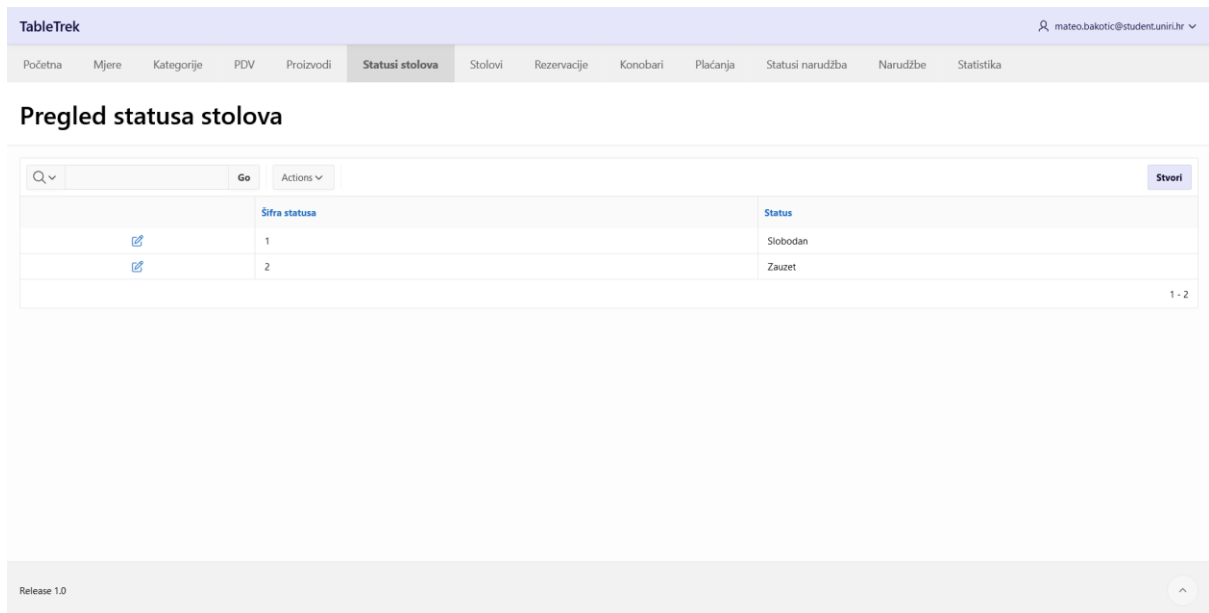 TableTrek mateo.bakotic@student.uniri.hr
Početna Mjere Kategorije PDV Proizvodi Statusi stolova Stolovi Rezervacije Konobari Plaćanja Statusi narudžba Narudžbe Statistika
Pregled statusa stolova
Go Actions Stvori
Šifra statusa Status
1 Slobodan
2 Zauzet
1 - 2
Release 1.0